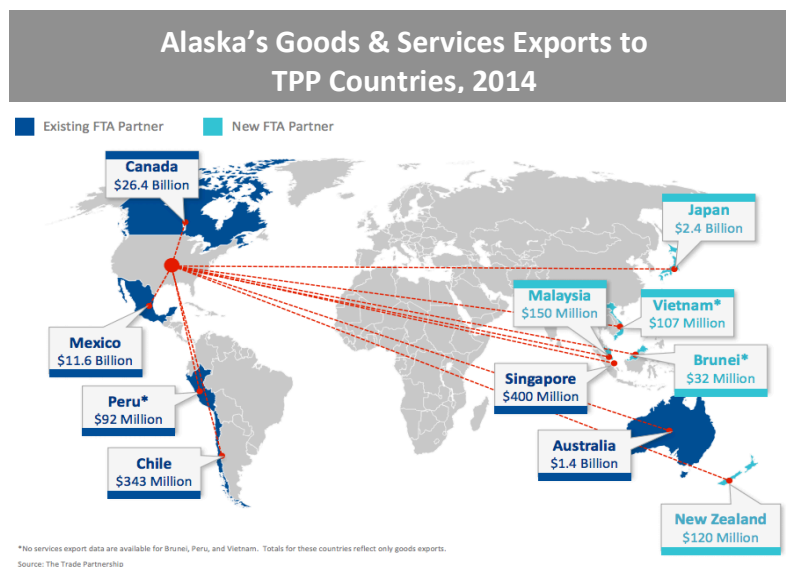 Alaska's Goods & Services Exports to
TPP Countries, 2014
Existing FTA Partner
New FTA Partner
Canada
$26.4 Billion
Japan
$2.4 Billion
Malaysia
$150 Million
Vietnam*
$107 Million
Mexico
$11.6 Billion
Brunei*
$32 Million
Singapore
$400 Million
Peru*
$92 Million
Australia
$1.4 Billion
Chile
$343 Million
New Zealand
$120 Million
*No services export data are available for Brunei, Peru, and Vietnam. Totals for these countries reflect only goods exports.
Source: The Trade Partnership